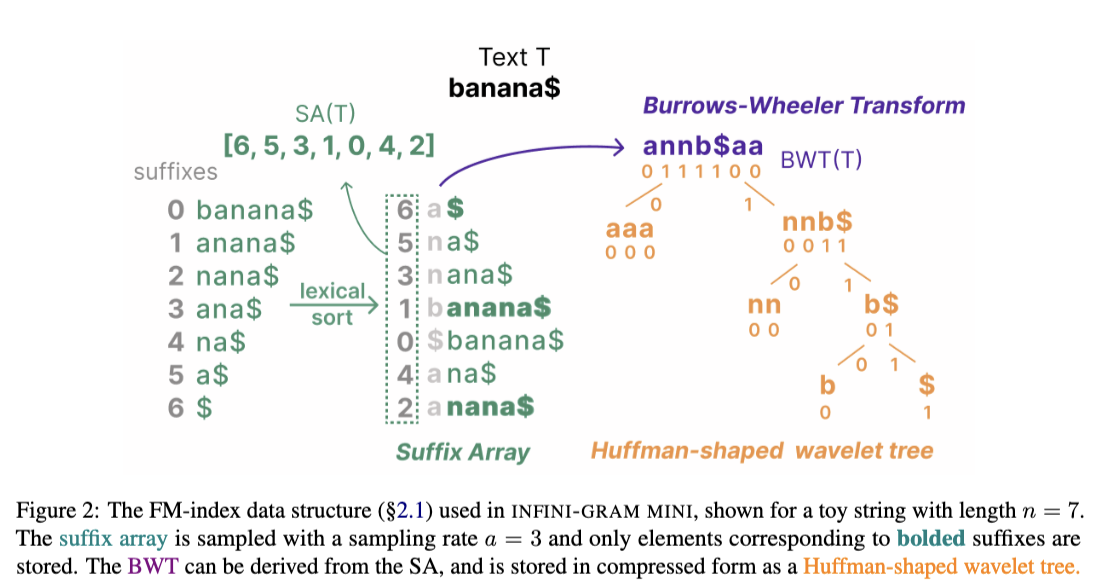 Text T
banana$
SA(T)
[6, 5, 3, 1, 0, 4, 2]
suffixes
0 banana$
1 anana$
2 nana$
3 ana$
4 na$
5 a$
6 $
lexical
sort
6 a$
5 na$
3 nana$
1 banana$
0 $banana$
4 ana$
2 anana$
Suffix Array
Burrows-Wheeler Transform
annb$aa
BWT(T)
0 1 1 1 1 0 0
0
1
aaa
0 0 0
nnb$
0 0 1 1
0
1
nn
0 0
b$
0 1
0
1
b
0
$
1
Huffman-shaped wavelet tree
Figure 2: The FM-index data structure (§2.1) used in INFINI-GRAM MINI, shown for a toy string with length n = 7.
The suffix array is sampled with a sampling rate a = 3 and only elements corresponding to bolded suffixes are
stored. The BWT can be derived from the SA, and is stored in compressed form as a Huffman-shaped wavelet tree.